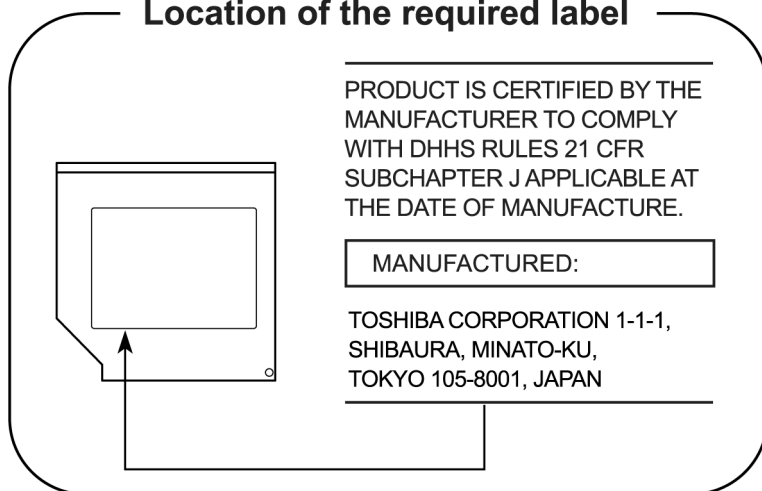 Location of the required label
PRODUCT IS CERTIFIED BY THE
MANUFACTURER TO COMPLY
WITH DHHS RULES 21 CFR
SUBCHAPTER J APPLICABLE AT
THE DATE OF MANUFACTURE.
MANUFACTURED:
TOSHIBA CORPORATION 1-1-1,
SHIBAURA, MINATO-KU,
TOKYO 105-8001, JAPAN